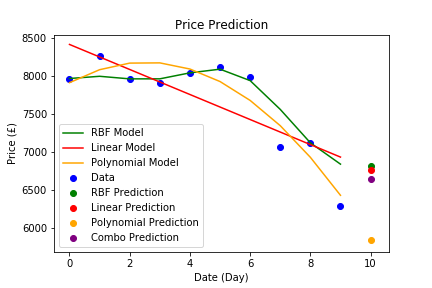 Price Prediction
Price (£)
8500
8000
7500
7000
6500
6000
RBF Model
Linear Model
Polynomial Model
Data
RBF Prediction
Linear Prediction
Polynomial Prediction
Combo Prediction
0 2 4 6 8 10
Date (Day)